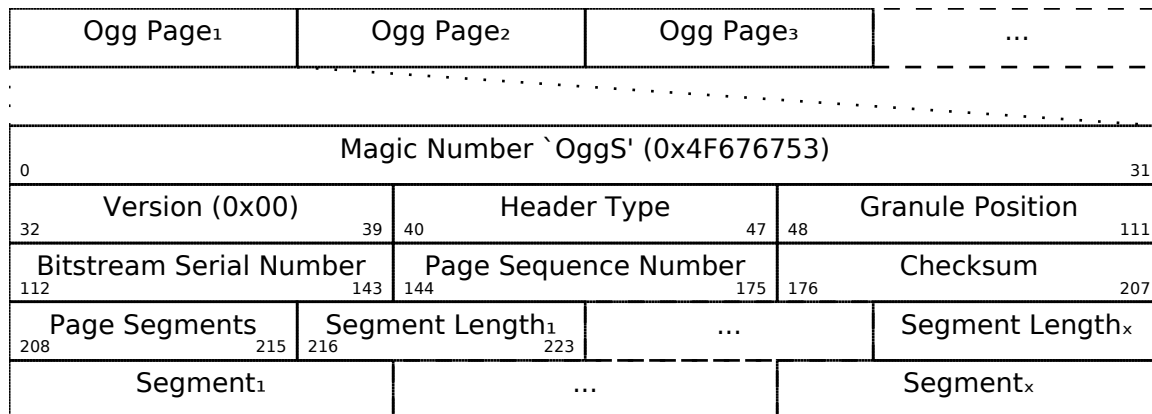 Ogg Page₁ Ogg Page₂ Ogg Page₃ ...
Magic Number `OggS' (0x4F676753)
0 31
Version (0x00) Header Type Granule Position
32 39 40 47 48 111
Bitstream Serial Number Page Sequence Number Checksum
112 143 144 175 176 207
Page Segments Segment Length₁ ... Segment Lengthₓ
208 215 216 223
Segment₁ ... Segmentₓ